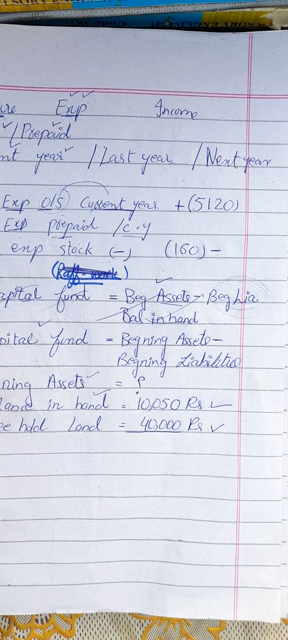 Exp Income
/Prepaid
year /Last year /Next year
Exp O/S Current year +(5120)
Exp prepaid /c.y
exp stock (-) (160) -
apital fund = Beg Assets - Beg Lia
Bal in hand
pital fund = Begning Assets -
Begning Liabilities
ning Assets = ?
lance in hand = 10,050 Rs
ee hold Land = 40,000 Rs